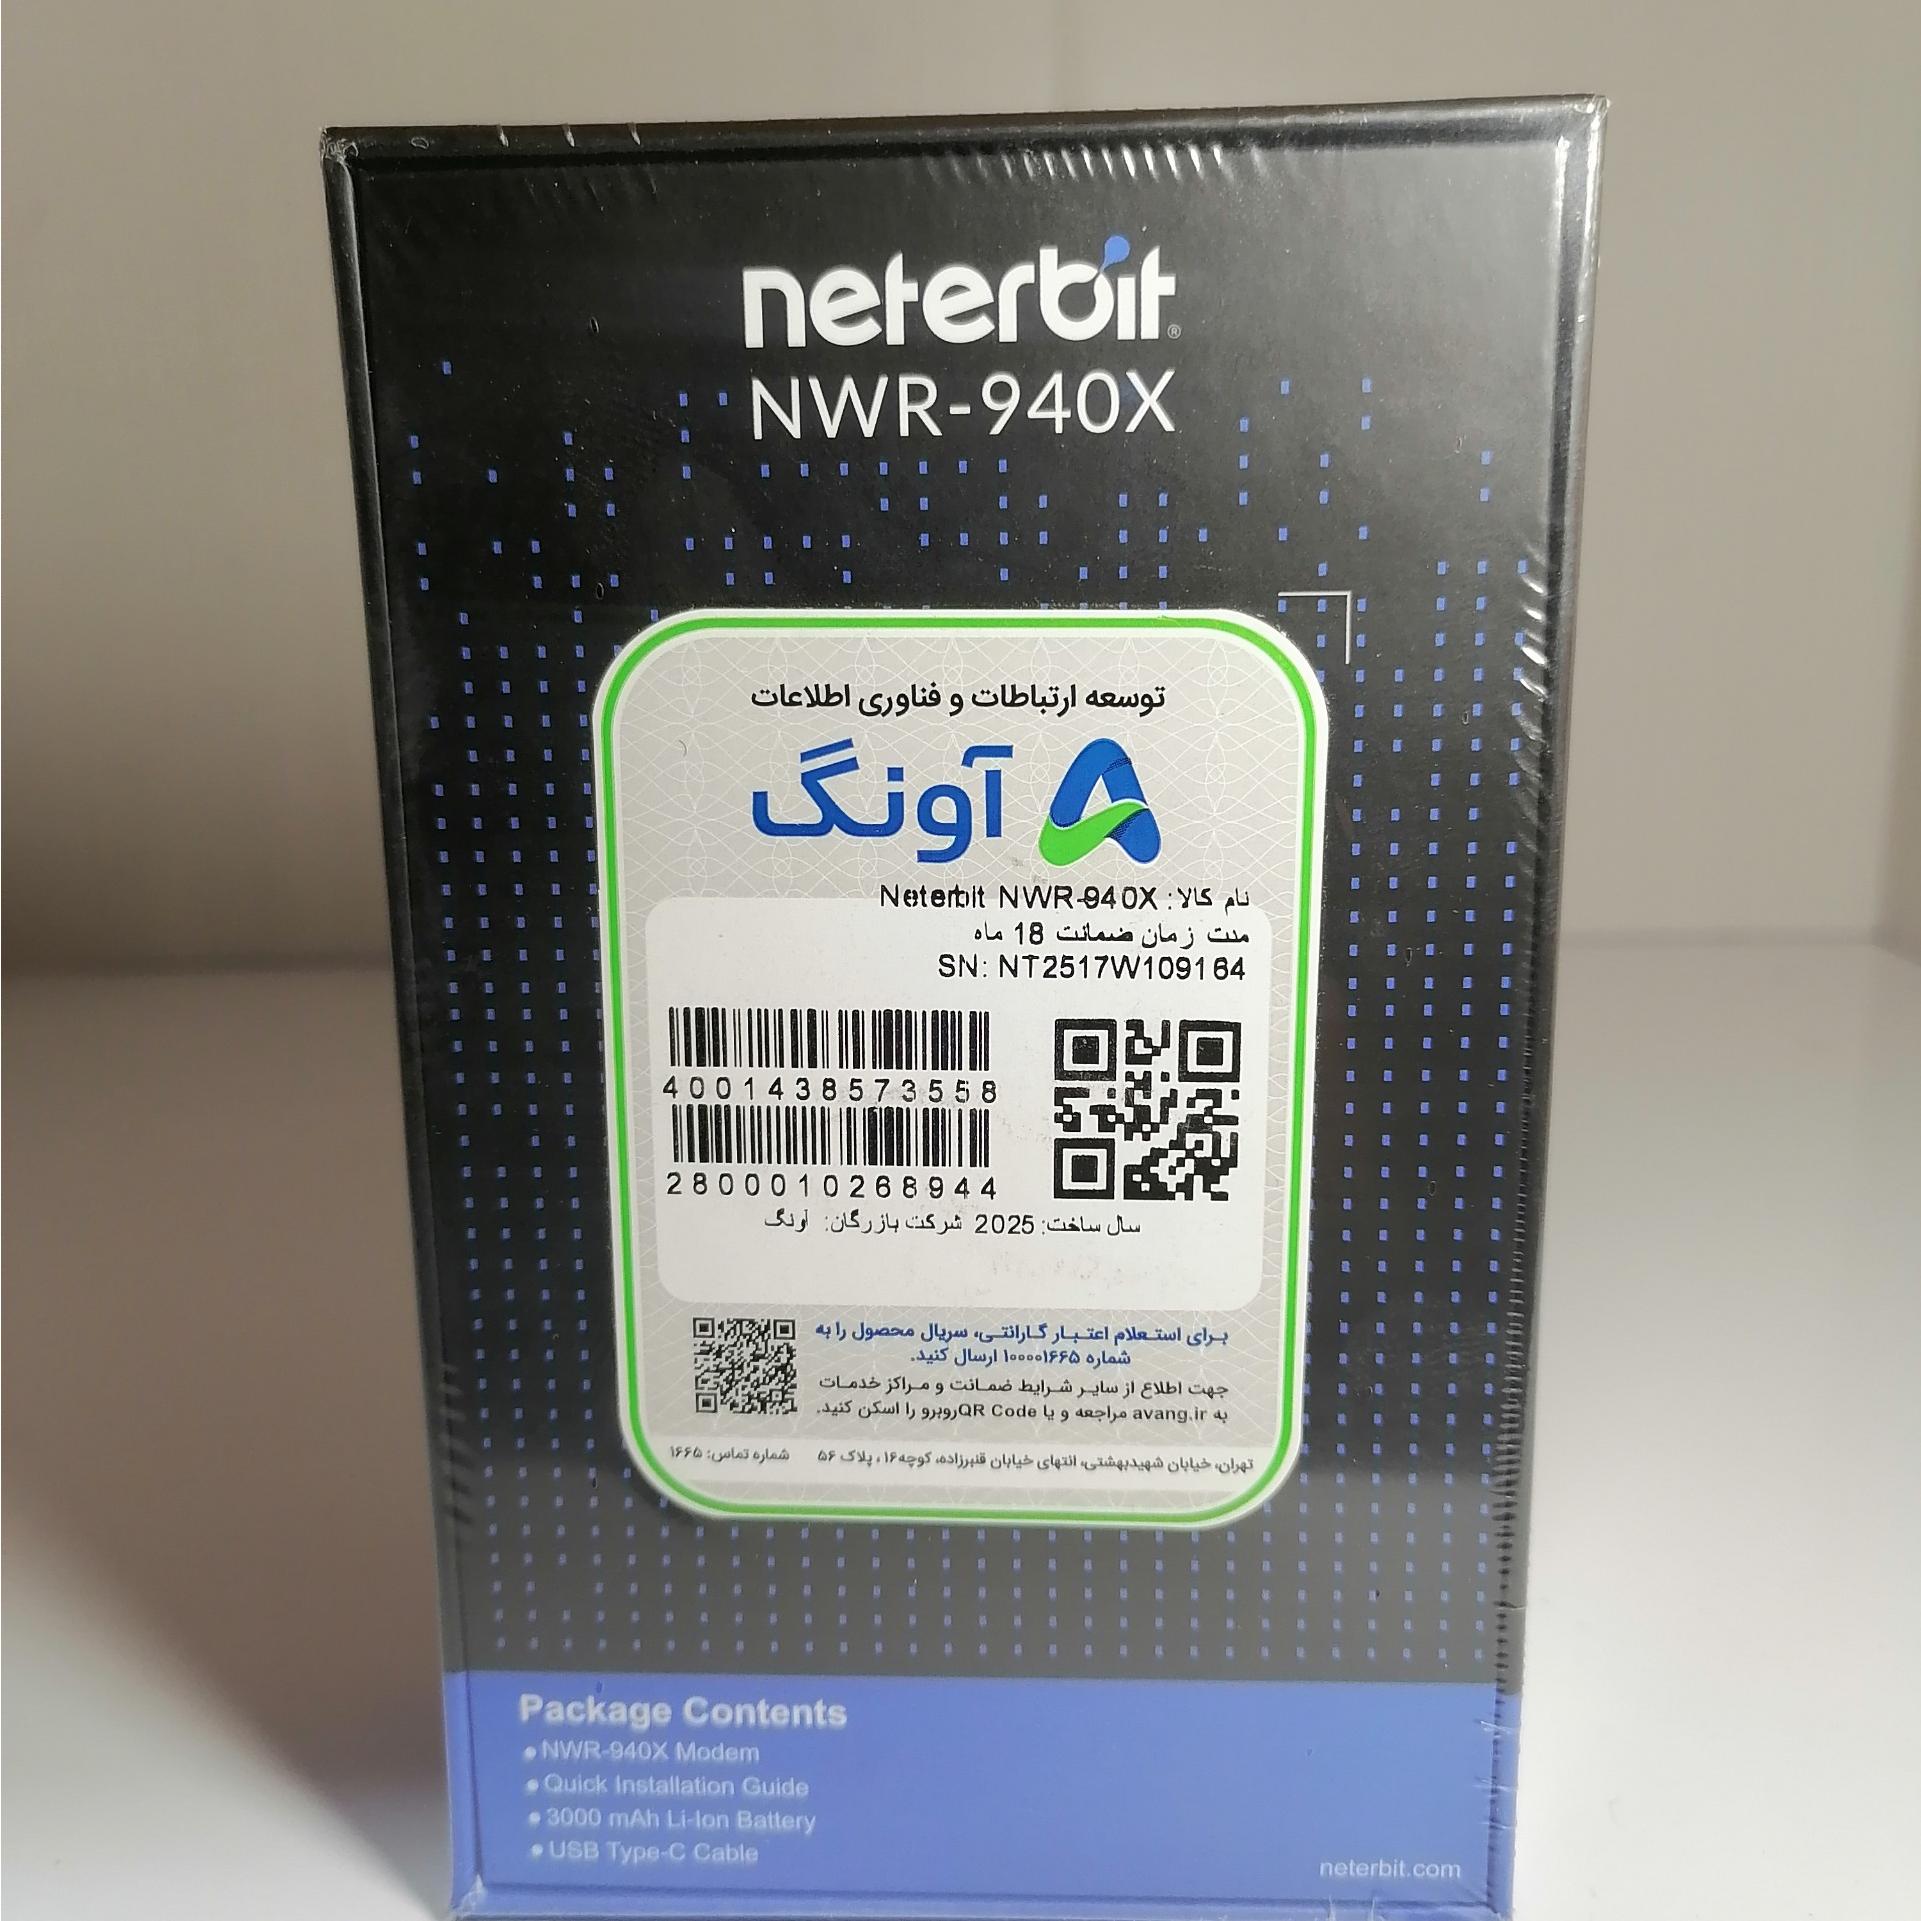 neterbit®
NWR-940X
توسعه ارتباطات و فناوری اطلاعات
آونگ
نام کالا: Neterbit NWR-940X
مدت زمان ضمانت 18 ماه
SN: NT2517W109164
4001438573558
2800010268944
سال ساخت: 2025 شرکت بازرگان: آونگ
برای استعلام اعتبار گارانتی، سریال محصول را به
شماره ۱۰۰۰۰۱۶۶۵ ارسال کنید.
جهت اطلاع از سایر شرایط ضمانت و مراکز خدمات
به avang.ir مراجعه و یا QR Code روبرو را اسکن کنید.
تهران، خیابان شهیدبهشتی، انتهای خیابان قنبرزاده، کوچه ۱۶، پلاک ۵۶ شماره تماس: ۱۶۶۵
Package Contents
• NWR-940X Modem
• Quick Installation Guide
• 3000 mAh Li-Ion Battery
• USB Type-C Cable
neterbit.com